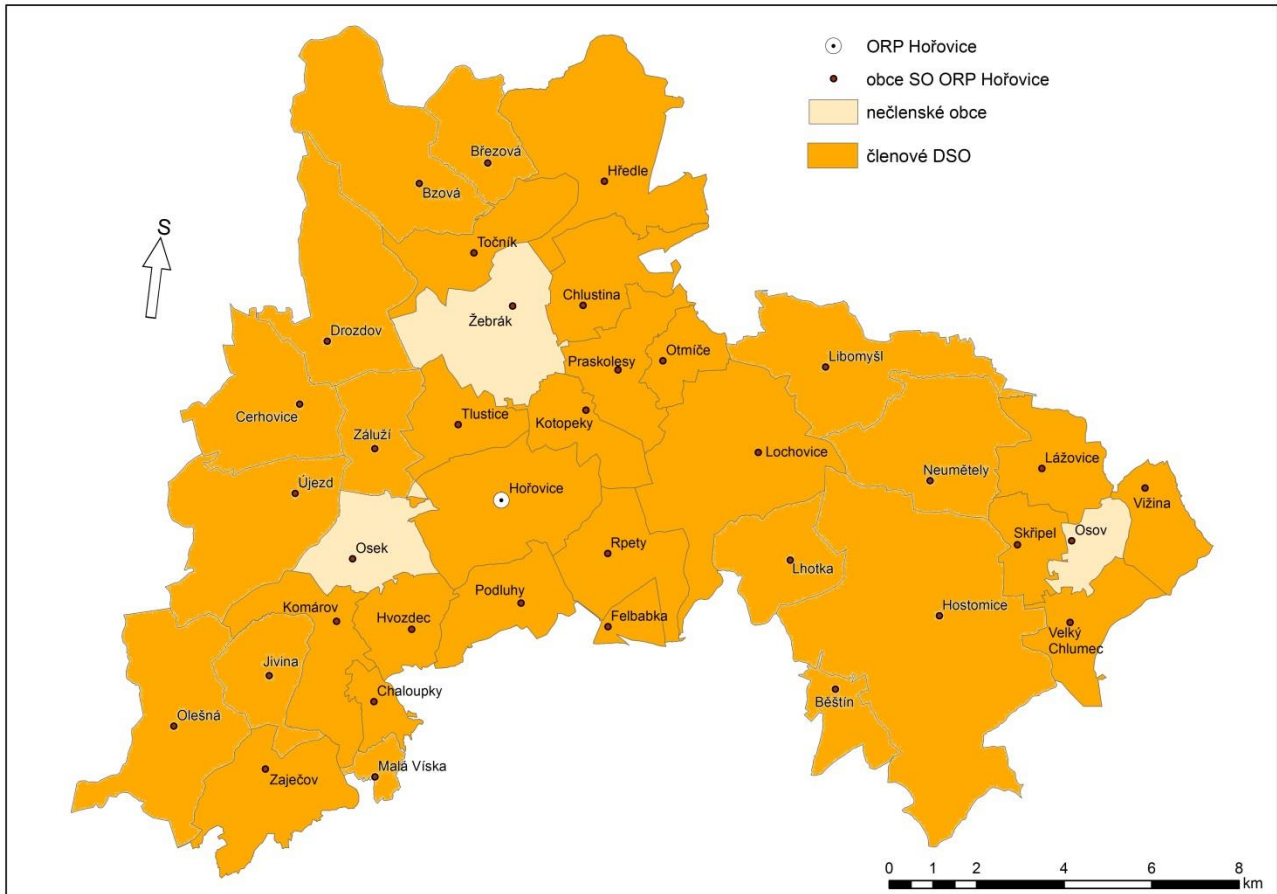 ORP Hořovice
obce SO ORP Hořovice
nečlenské obce
členové DSO
S
Březová
Bzová
Hředle
Točník
Žebrák
Chlustina
Drozdov
Praskolesy
Otmíče
Libomyšl
Cerhovice
Záluží
Tlustice
Kotopeky
Lochovice
Neumětely
Lážovice
Vižina
Újezd
Hořovice
Osek
Rpety
Lhotka
Skřipel
Osov
Komárov
Hvozdec
Podluhy
Felbabka
Hostomice
Velký
Chlumec
Jivina
Olešná
Chaloupky
Běštín
Zaječov
Malá Víska
0 1 2 4 6 8
km